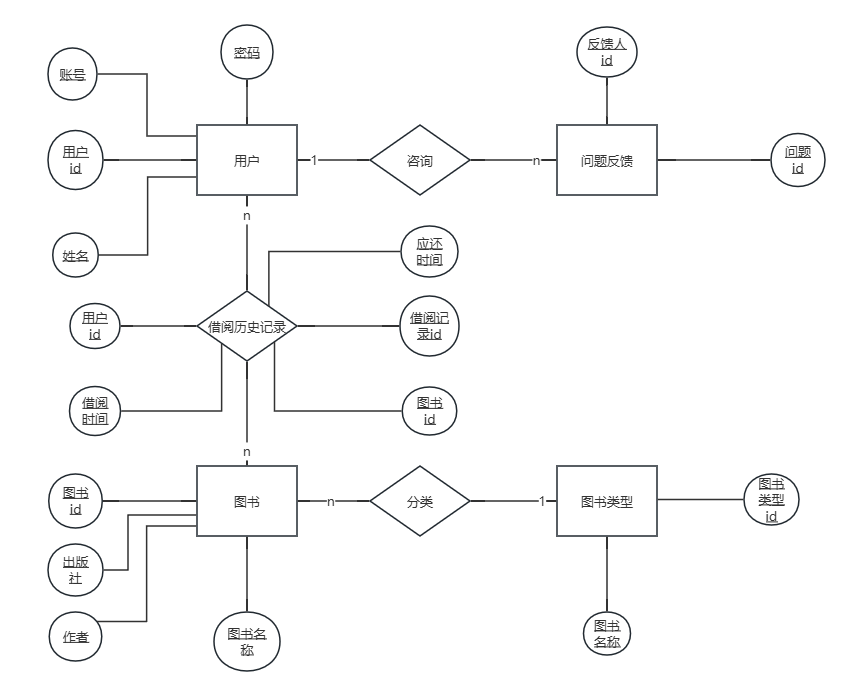 密码
反馈人
id
账号
用户
id
用户
1
咨询
n
问题反馈
问题
id
n
姓名
应还
时间
用户
id
借阅历史记录
借阅记
录id
借阅
时间
图书
id
n
图书
id
图书
n
分类
1
图书类型
图书
类型
id
出版
社
作者
图书名
称
图书
名称